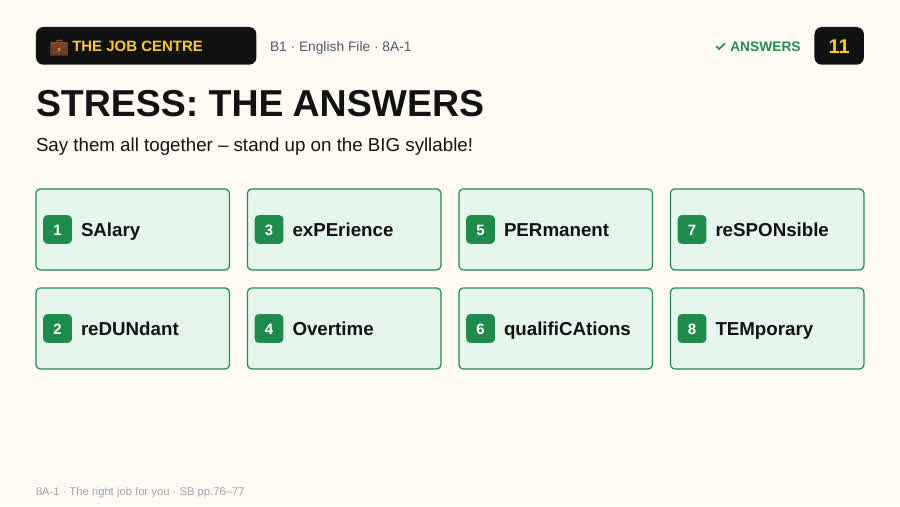 💼 THE JOB CENTRE
B1 · English File · 8A-1
✓ ANSWERS
11
STRESS: THE ANSWERS
Say them all together – stand up on the BIG syllable!
1 SAlary
3 exPErience
5 PERmanent
7 reSPONsible
2 reDUNdant
4 Overtime
6 qualifiCAtions
8 TEMporary
8A-1 · The right job for you · SB pp.76–77